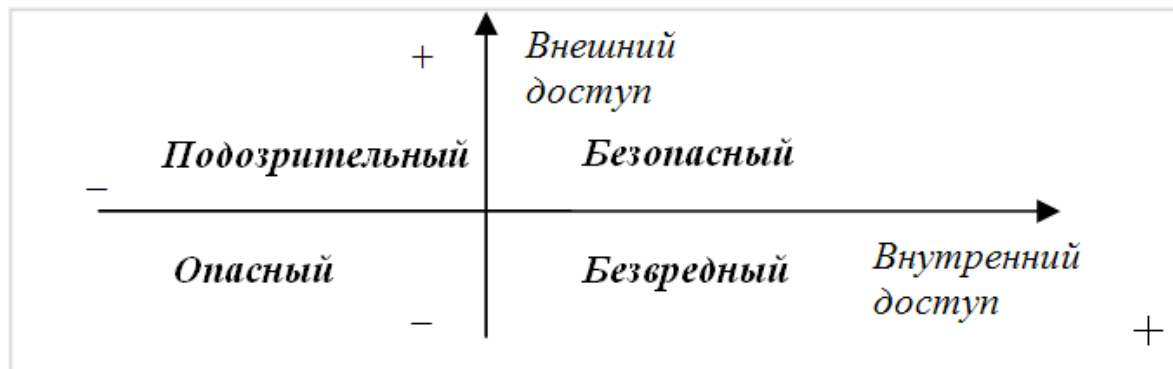 +
Внешний
доступ
Подозрительный
Безопасный
–
Опасный
Безвредный
Внутренний
доступ
–
+